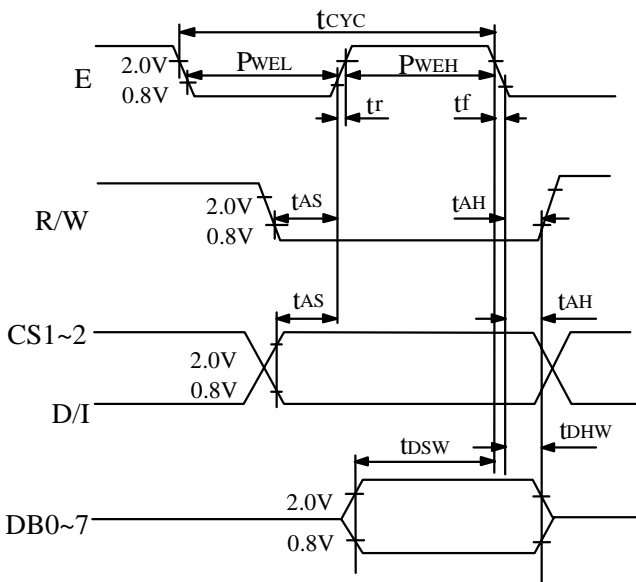 tCYC
PWEL PWEH
2.0V
E
0.8V
tr tf
tAS tAH
2.0V
R/W
0.8V
tAS tAH
CS1~2
2.0V
0.8V
D/I
tDSW tDHW
2.0V
DB0~7
0.8V